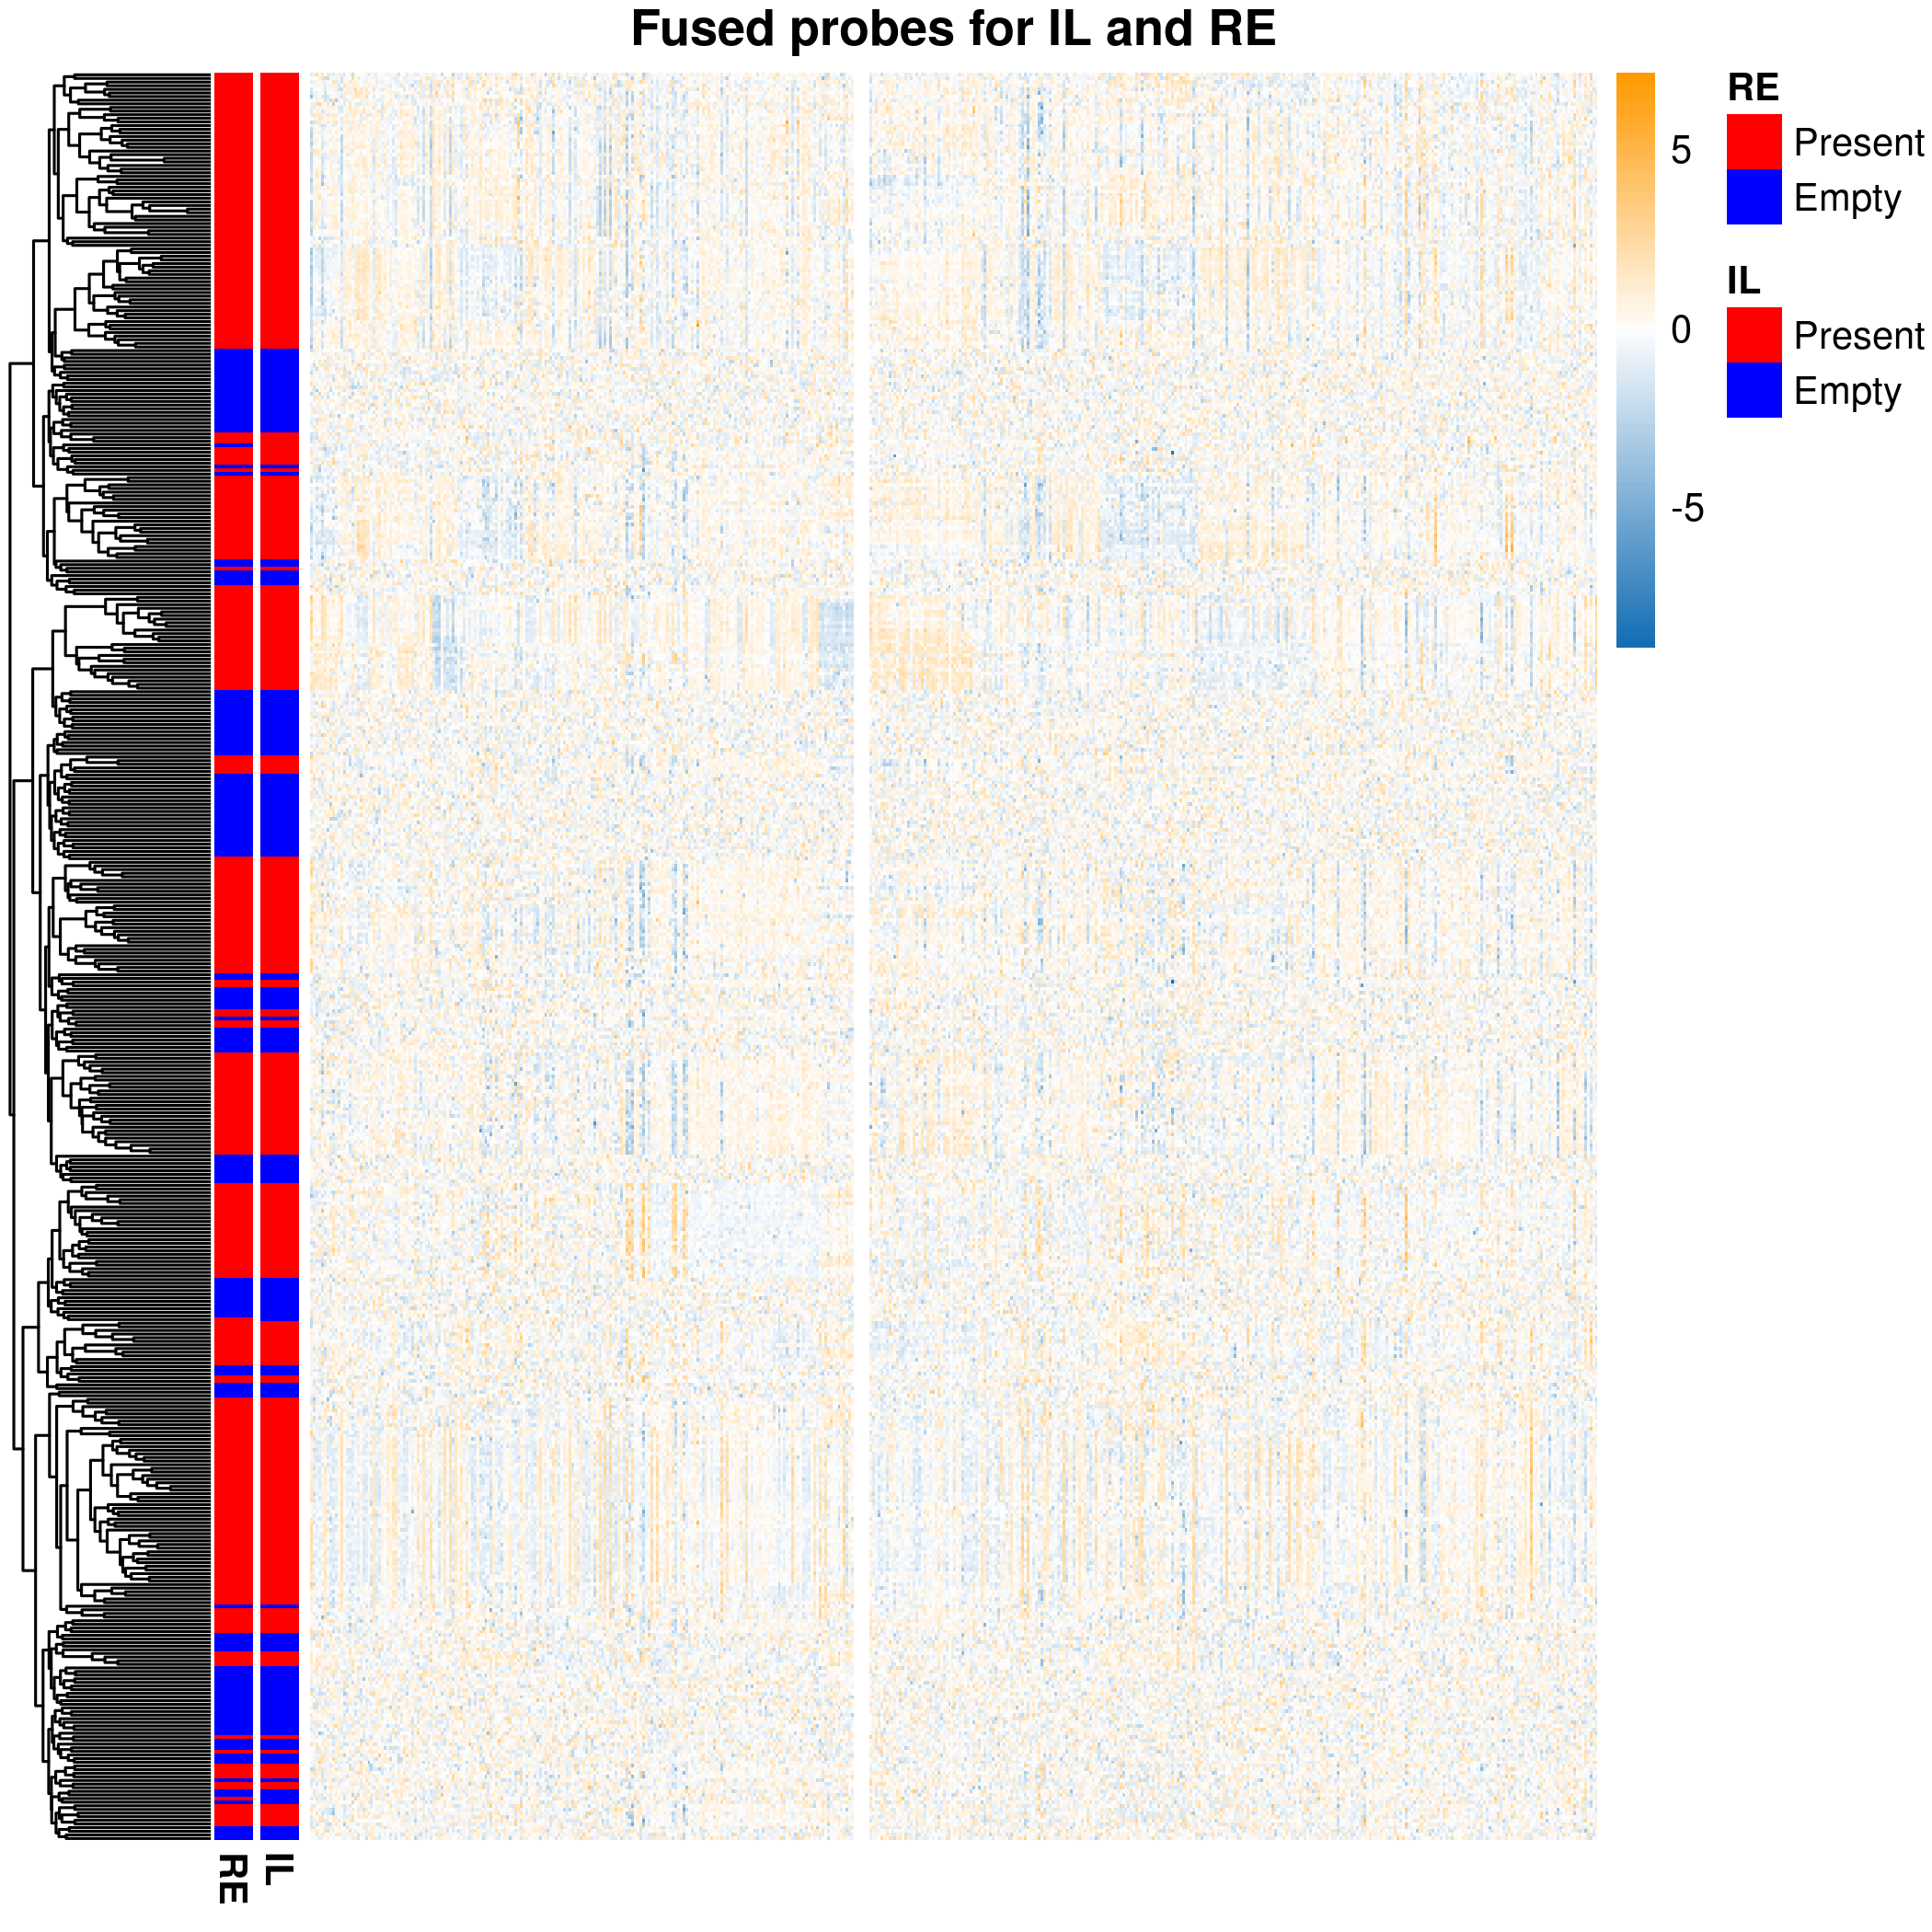 Fused probes for IL and RE
5
0
-5
RE
Present
Empty
IL
Present
Empty
RE
IL